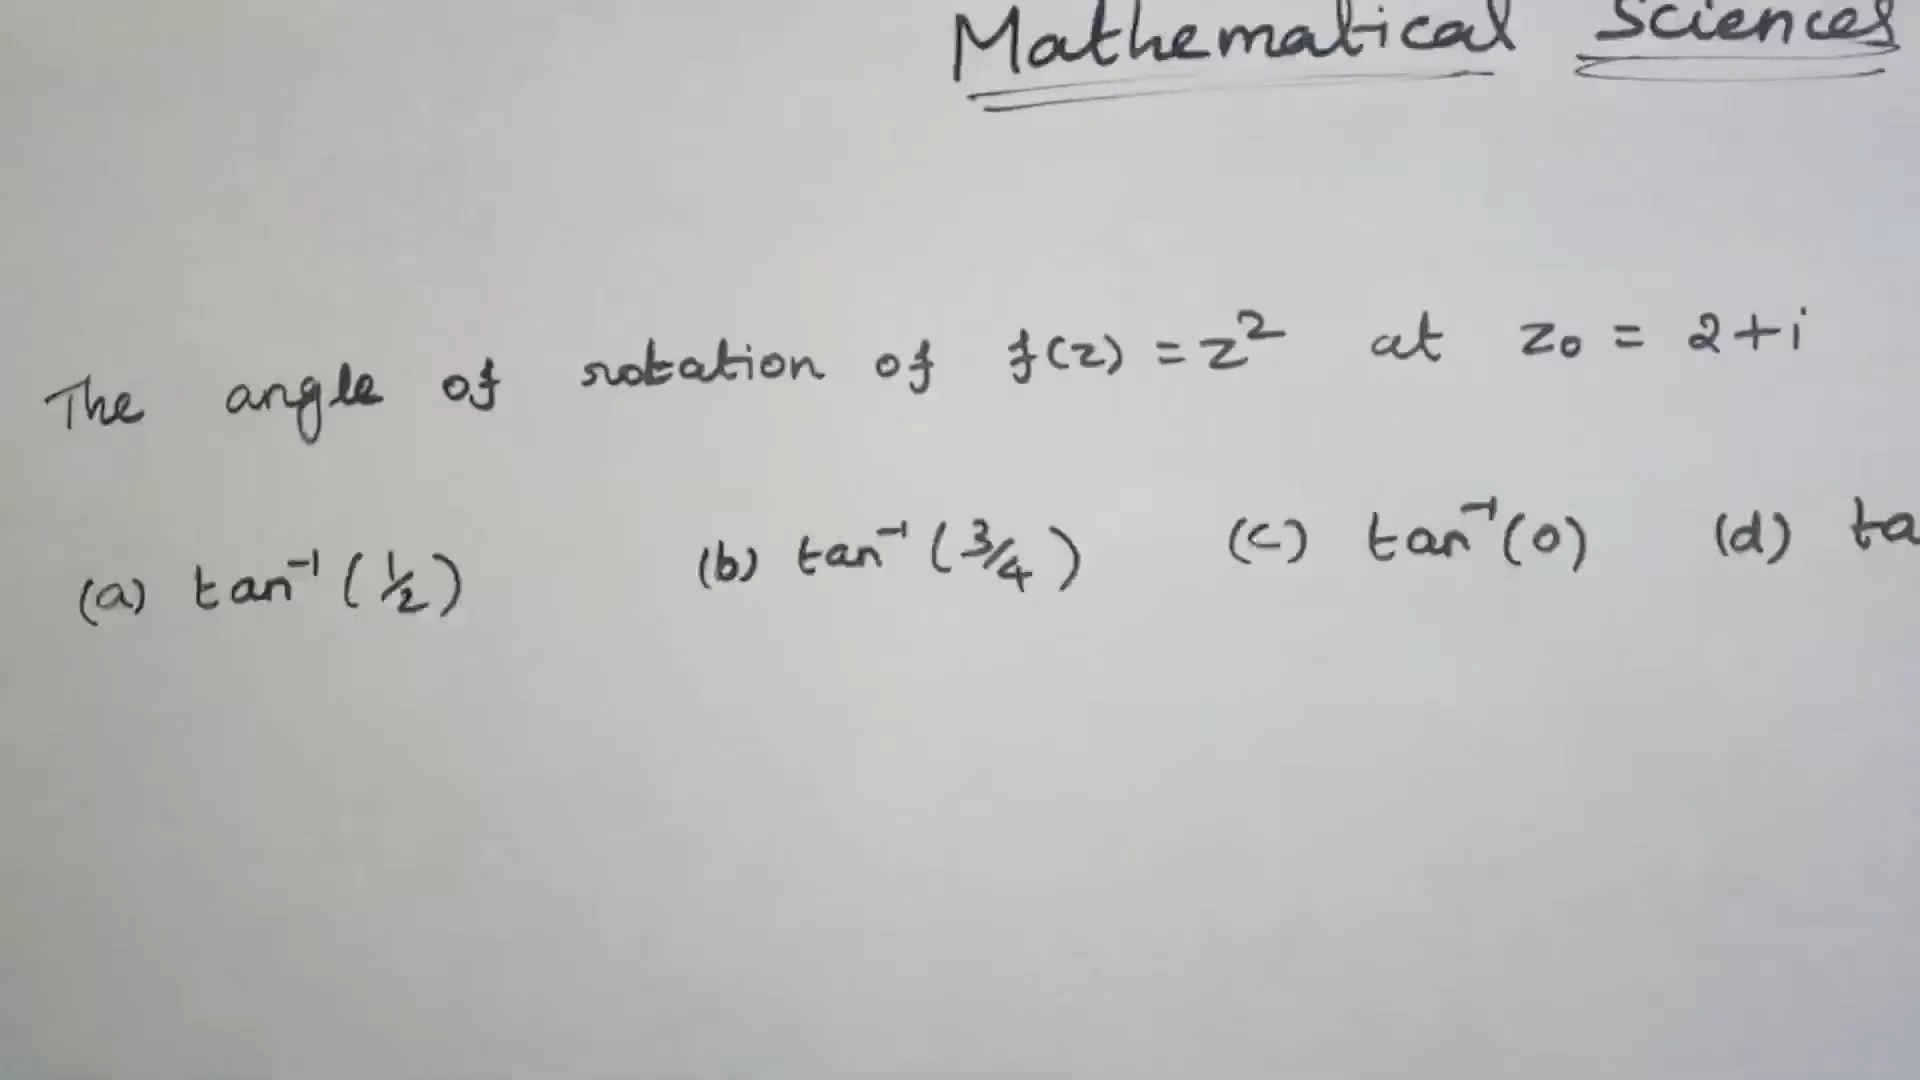 Mathematical Sciences
The angle of rotation of f(z) = z² at z₀ = 2+i
(a) tan⁻¹(1/2) (b) tan⁻¹(3/4) (c) tan⁻¹(0) (d) ta